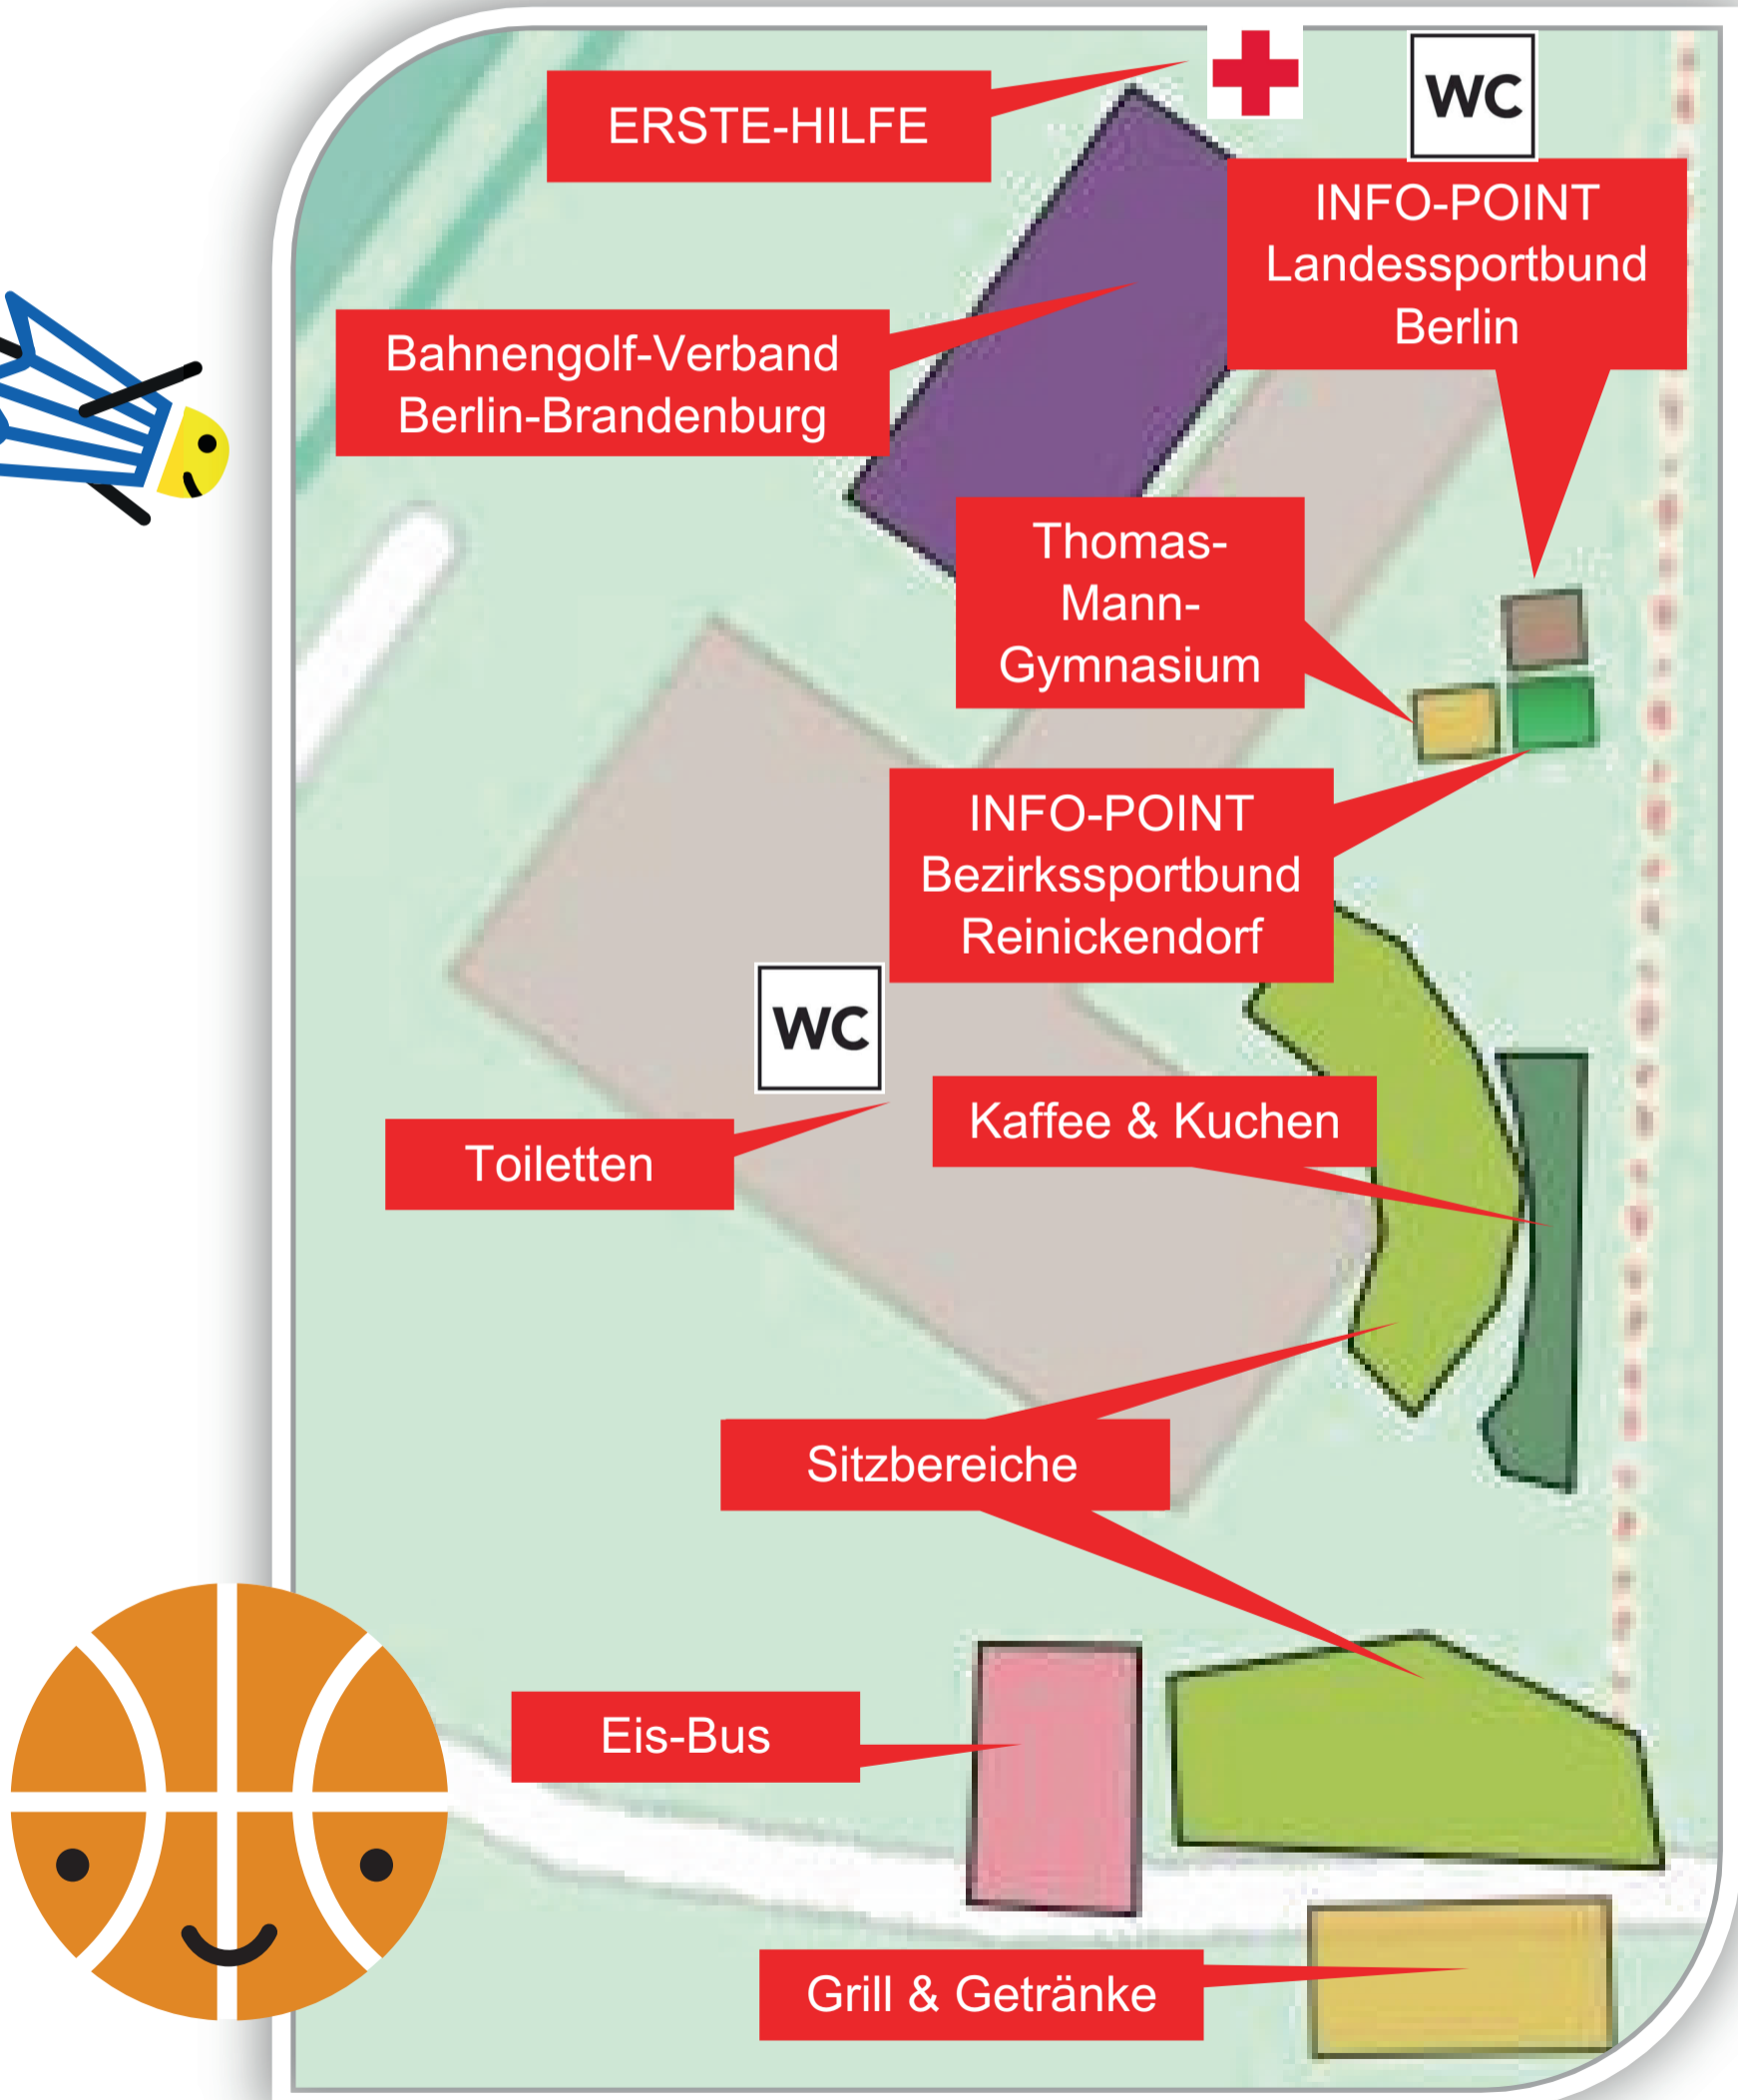 ERSTE-HILFE
WC
INFO-POINT
Landessportbund
Berlin
Bahnengolf-Verband
Berlin-Brandenburg
Thomas-
Mann-
Gymnasium
INFO-POINT
Bezirkssportbund
Reinickendorf
WC
Kaffee & Kuchen
Toiletten
Sitzbereiche
Eis-Bus
Grill & Getränke